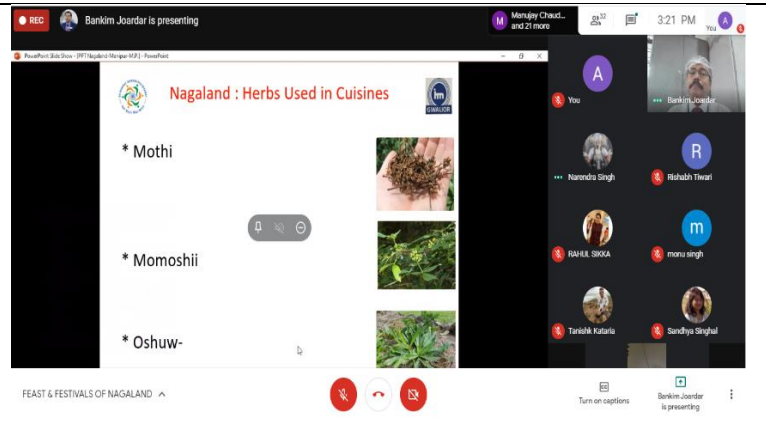 REC
Bankim Joardar is presenting
M
Manujay Chaud...
and 21 more
32
3:21 PM
You
A
PowerPoint Slide Show - [PPT Nagaland-Manipur-M.P.] - PowerPoint
Nagaland : Herbs Used in Cuisines
Im
GWALIOR
* Mothi
* Momoshii
* Oshuw-
A
You
Bankim Joardar
Narendra Singh
R
Rishabh Tiwari
RAHUL SIKKA
m
monu singh
Tanishk Kataria
Sandhya Singhal
FEAST & FESTIVALS OF NAGALAND
Turn on captions
Bankim Joardar
is presenting